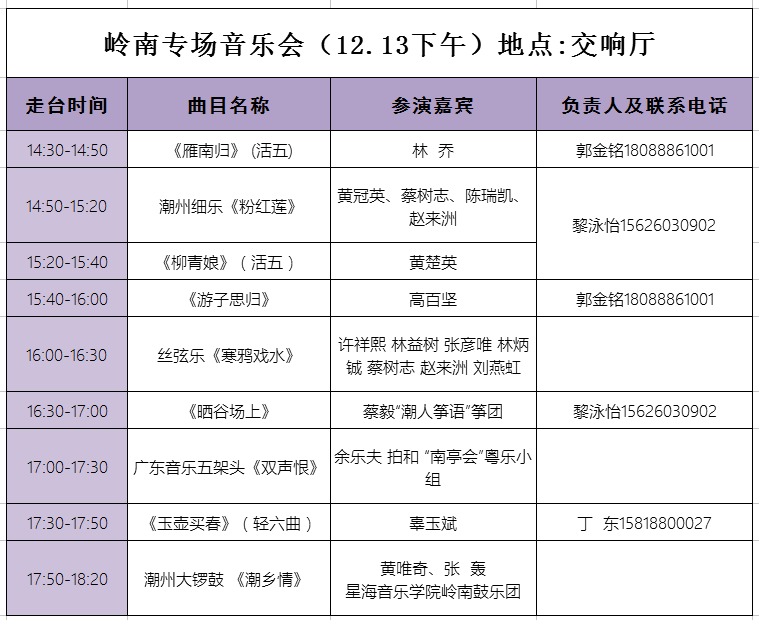 岭南专场音乐会（12.13下午）地点:交响厅
走台时间 曲目名称 参演嘉宾 负责人及联系电话
14:30-14:50 《雁南归》 (活五) 林 乔 郭金铭18088861001
14:50-15:20 潮州细乐《粉红莲》 黄冠英、蔡树志、陈瑞凯、
赵来洲
黎泳怡15626030902
15:20-15:40 《柳青娘》（活五） 黄楚英
15:40-16:00 《游子思归》 高百坚 郭金铭18088861001
16:00-16:30 丝弦乐《寒鸦戏水》 许祥熙 林益树 张彦唯 林炳
铖 蔡树志 赵来洲 刘燕虹
16:30-17:00 《晒谷场上》 蔡毅“潮人筝语”筝团 黎泳怡15626030902
17:00-17:30 广东音乐五架头《双声恨》 余乐夫 拍和 “南亭会”粤乐小
组
17:30-17:50 《玉壶买春》（轻六曲） 辜玉斌 丁 东15818800027
17:50-18:20 潮州大锣鼓 《潮乡情》 黄唯奇、张 轰
星海音乐学院岭南鼓乐团